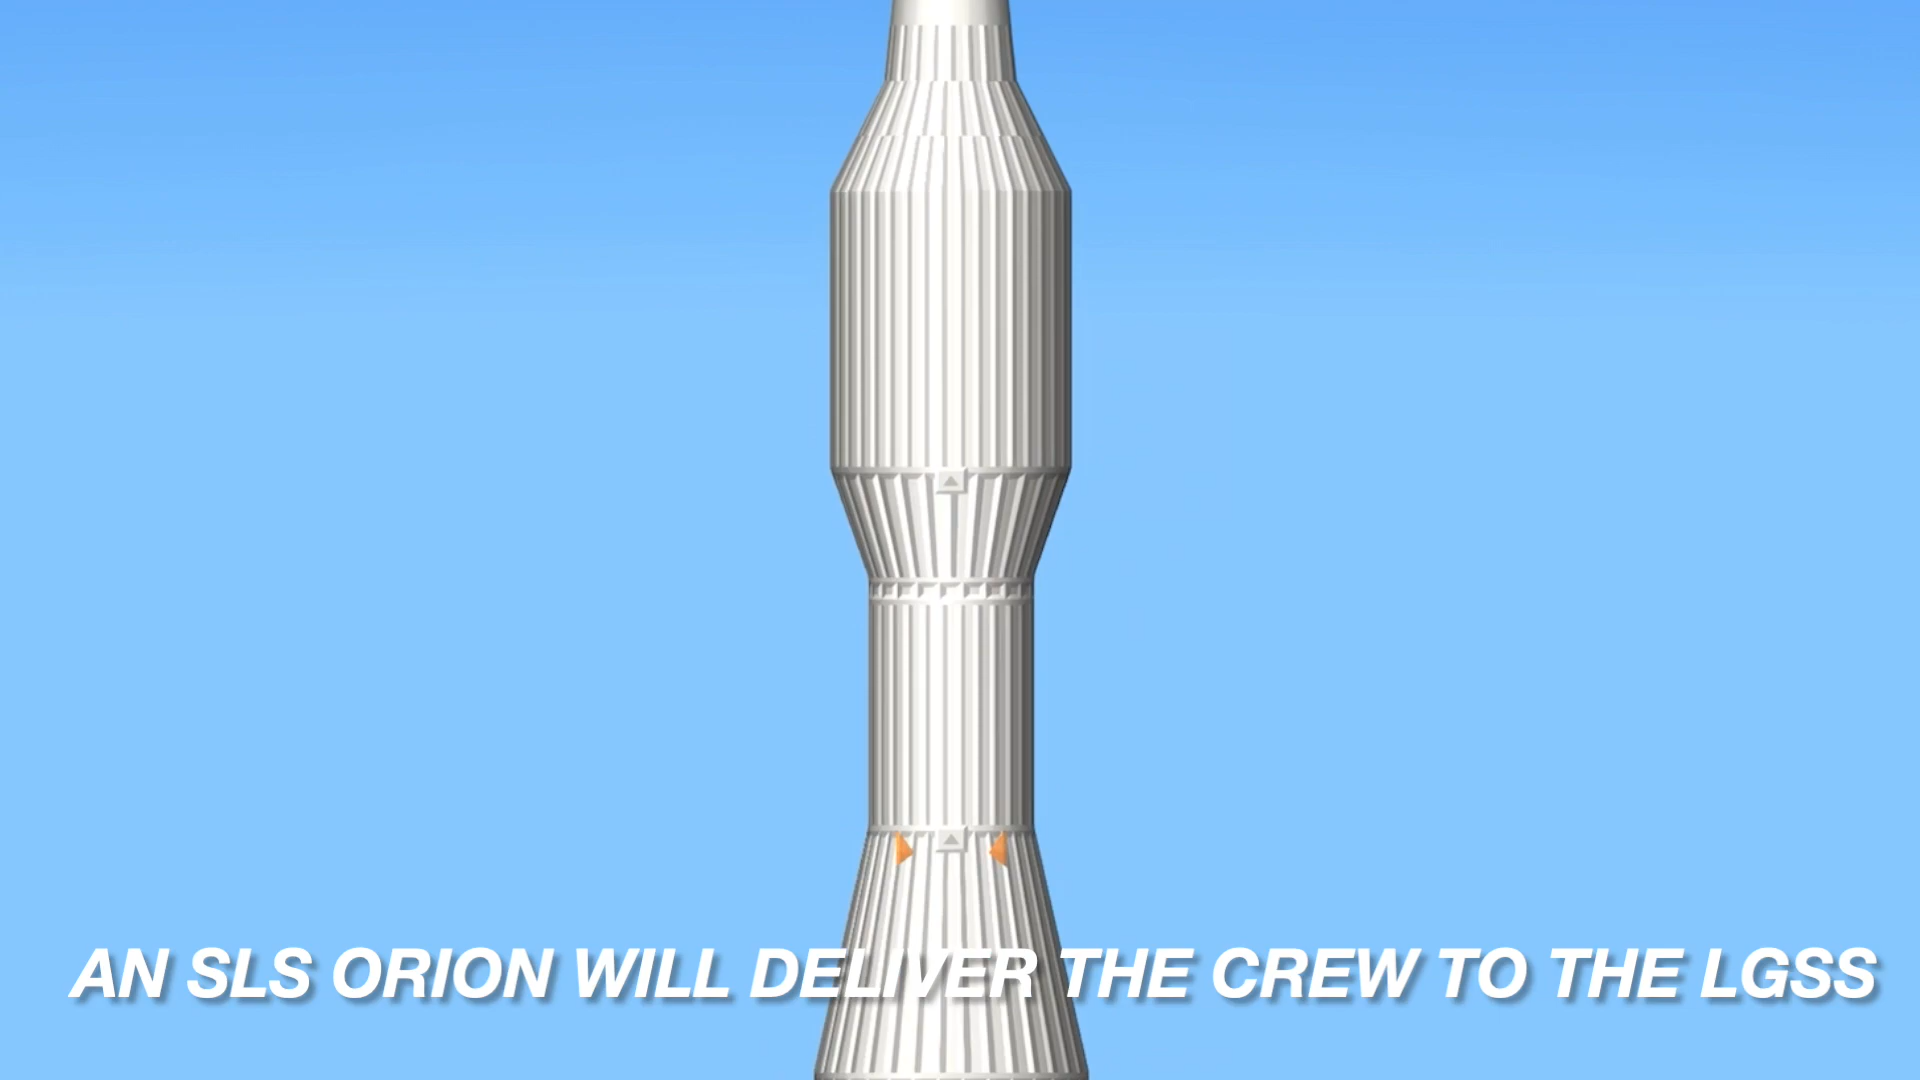 AN SLS ORION WILL DELIVER THE CREW TO THE LGSS